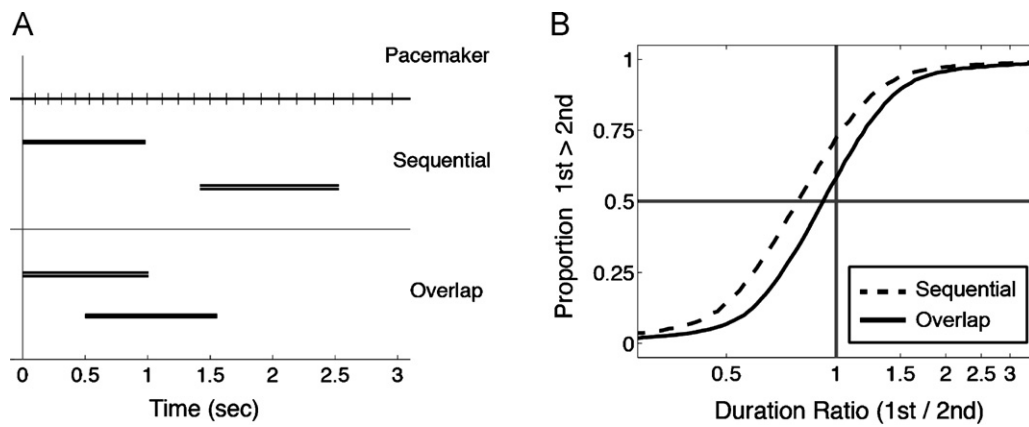 A
Pacemaker
Sequential
Overlap
0 0.5 1 1.5 2 2.5 3
Time (sec)
B
Proportion 1st > 2nd
1
0.75
0.5
0.25
0
Sequential
Overlap
0.5 1 1.5 2 2.5 3
Duration Ratio (1st / 2nd)